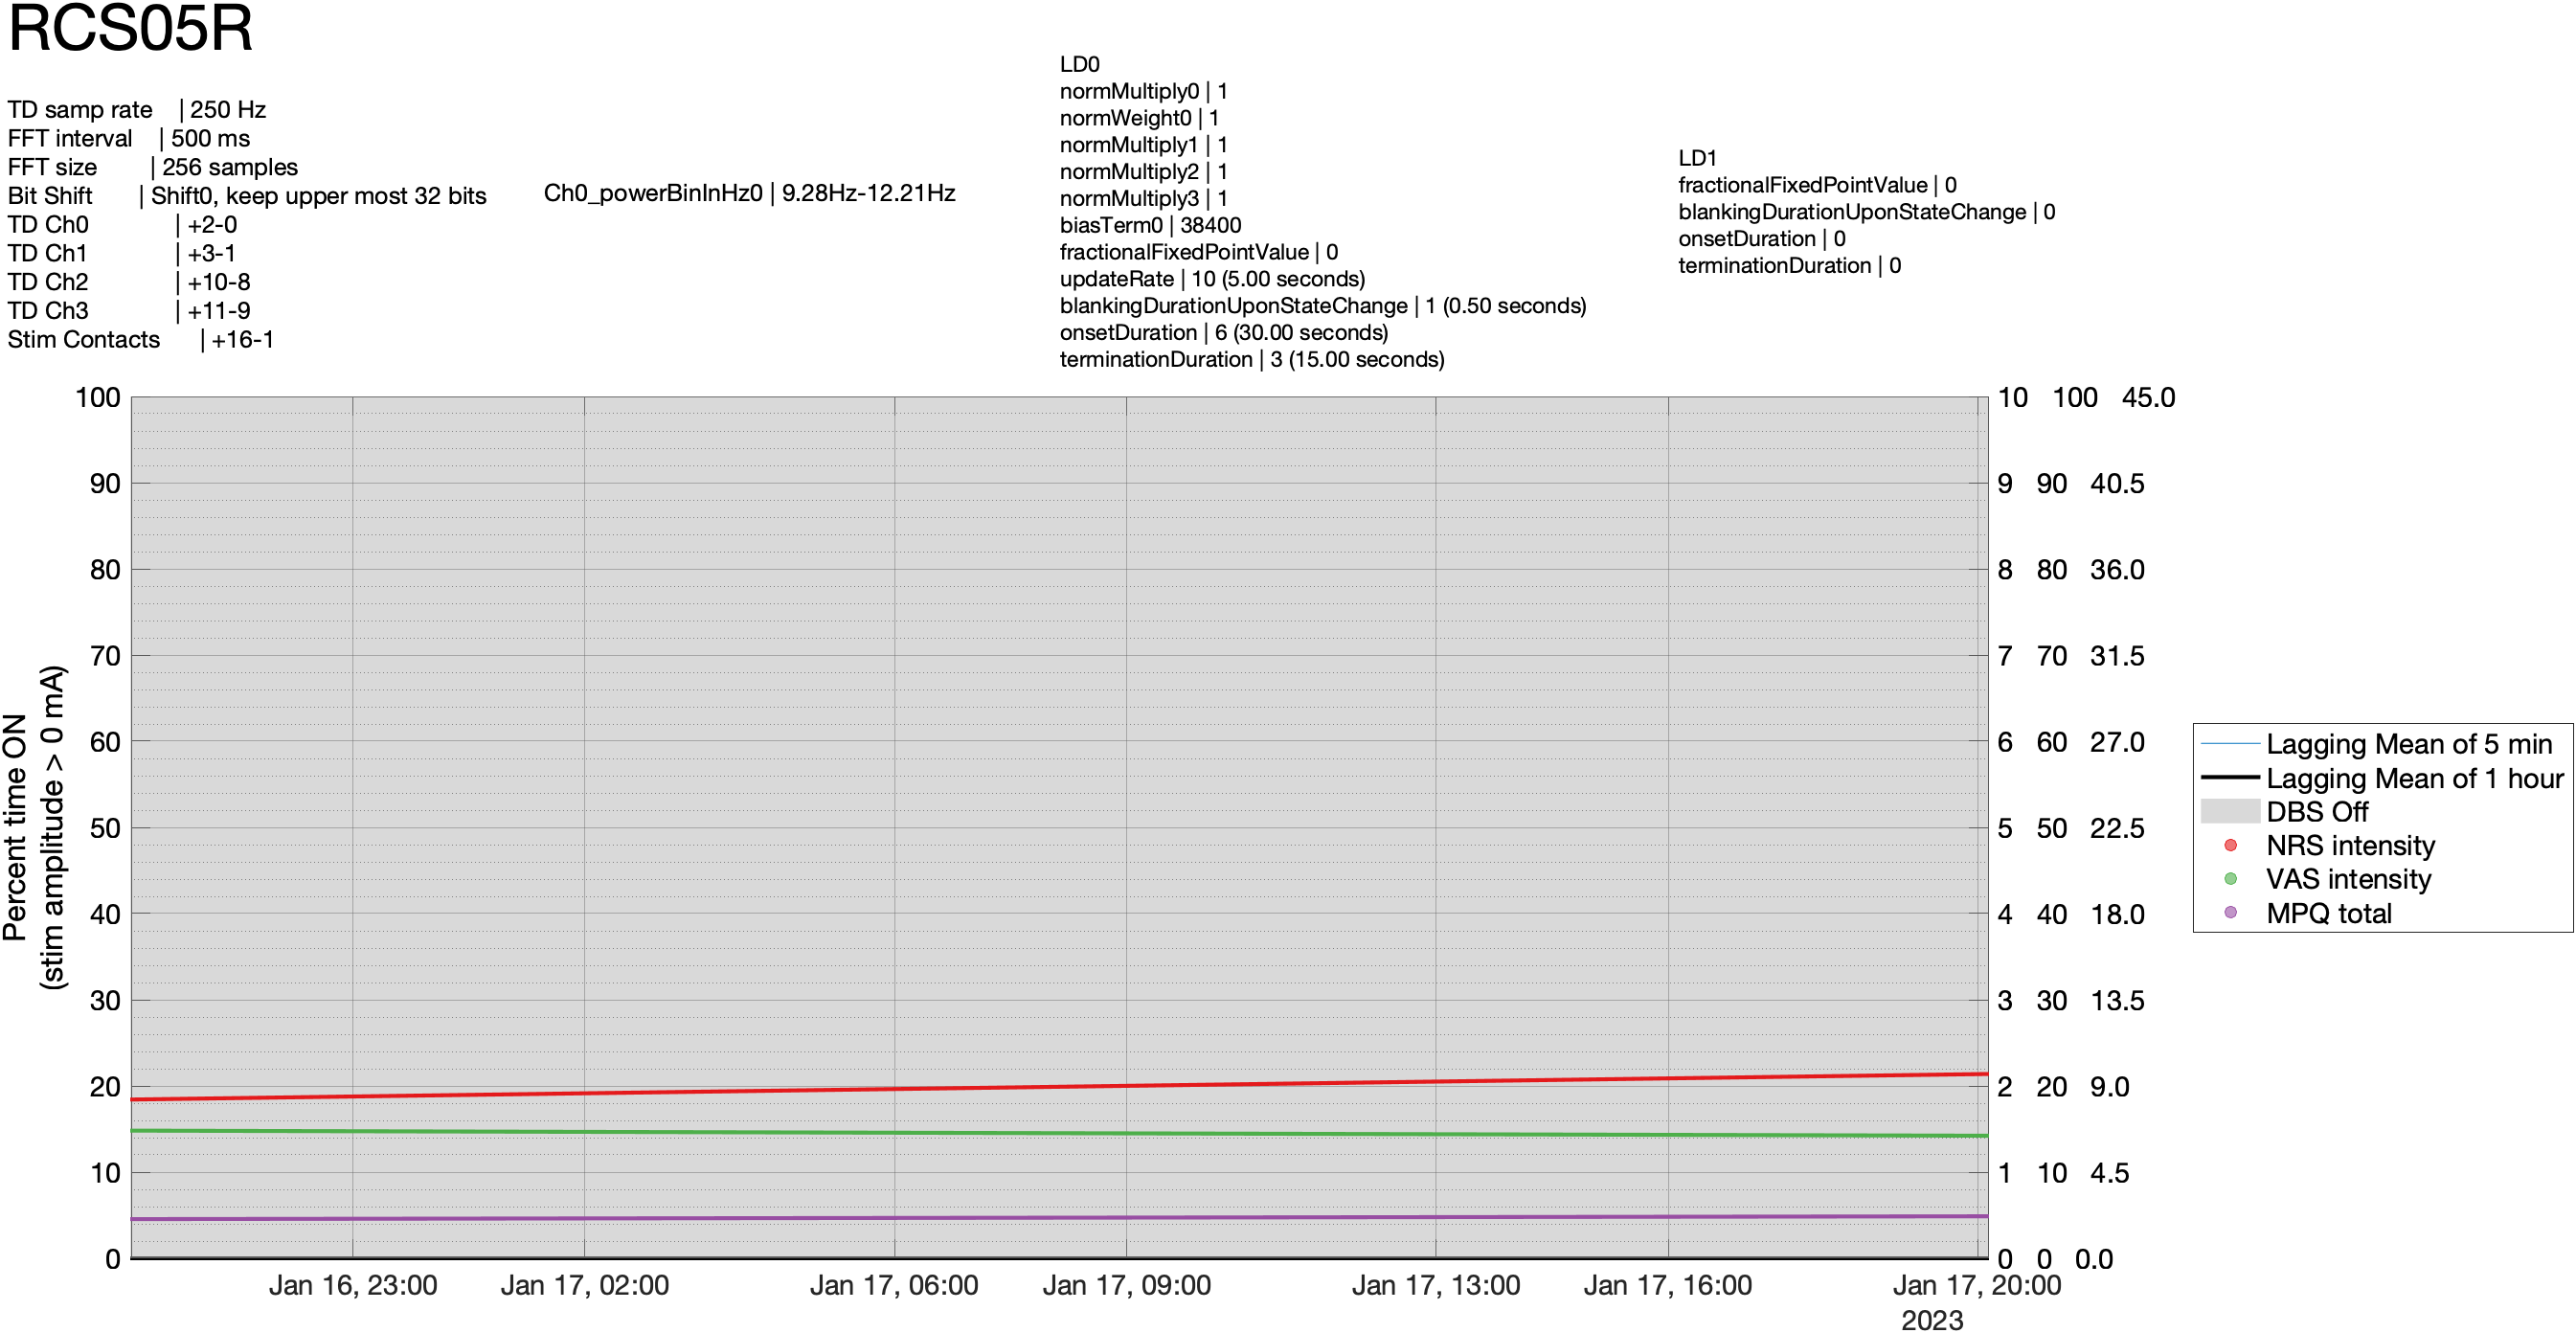 RCS05R
TD samp rate | 250 Hz
FFT interval | 500 ms
FFT size | 256 samples
Bit Shift | Shift0, keep upper most 32 bits
TD Ch0 | +2-0
TD Ch1 | +3-1
TD Ch2 | +10-8
TD Ch3 | +11-9
Stim Contacts | +16-1
Ch0_powerBinInHz0 | 9.28Hz-12.21Hz
LD0
normMultiply0 | 1
normWeight0 | 1
normMultiply1 | 1
normMultiply2 | 1
normMultiply3 | 1
biasTerm0 | 38400
fractionalFixedPointValue | 0
updateRate | 10 (5.00 seconds)
blankingDurationUponStateChange | 1 (0.50 seconds)
onsetDuration | 6 (30.00 seconds)
terminationDuration | 3 (15.00 seconds)
LD1
fractionalFixedPointValue | 0
blankingDurationUponStateChange | 0
onsetDuration | 0
terminationDuration | 0
Percent time ON
(stim amplitude > 0 mA)
100
90
80
70
60
50
40
30
20
10
0
10 100 45.0
9 90 40.5
8 80 36.0
7 70 31.5
6 60 27.0
5 50 22.5
4 40 18.0
3 30 13.5
2 20 9.0
1 10 4.5
0 0 0.0
Jan 16, 23:00
Jan 17, 02:00
Jan 17, 06:00
Jan 17, 09:00
Jan 17, 13:00
Jan 17, 16:00
Jan 17, 20:00
2023
Lagging Mean of 5 min
Lagging Mean of 1 hour
DBS Off
NRS intensity
VAS intensity
MPQ total